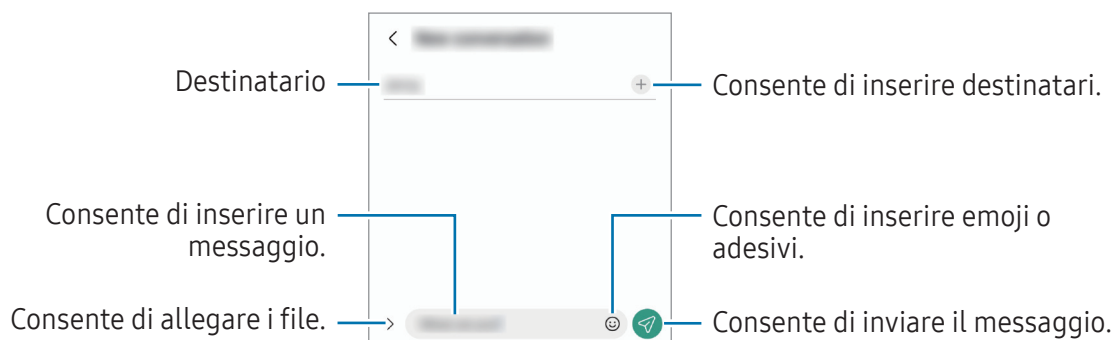 Destinatario
Consente di inserire destinatari.
Consente di inserire un
messaggio.
Consente di inserire emoji o
adesivi.
Consente di allegare i file.
Consente di inviare il messaggio.